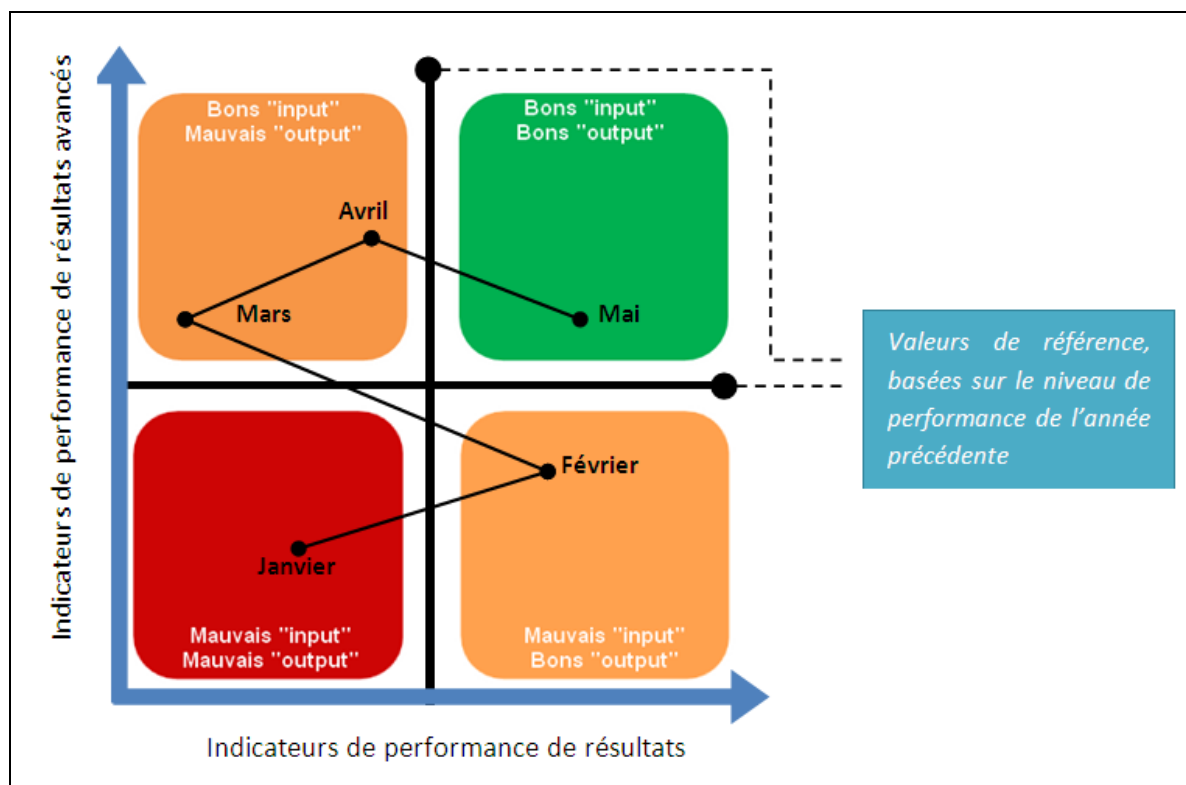 Indicateurs de performance de résultats avancés
Bons "input"
Mauvais "output"
Bons "input"
Bons "output"
Avril
Mars
Mai
Valeurs de référence,
basées sur le niveau de
performance de l'année
précédente
Février
Janvier
Mauvais "input"
Mauvais "output"
Mauvais "input"
Bons "output"
Indicateurs de performance de résultats